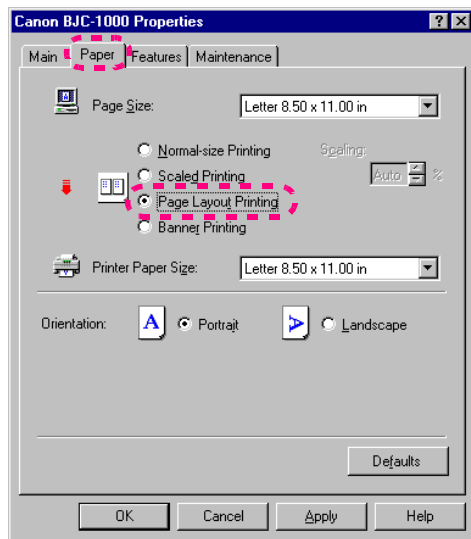 Canon BJC-1000 Properties
Main Paper Features Maintenance
Page Size: Letter 8.50 x 11.00 in
Normal-size Printing Scaling:
Scaled Printing Auto %
Page Layout Printing
Banner Printing
Printer Paper Size: Letter 8.50 x 11.00 in
Orientation: A Portrait A Landscape
Defaults
OK Cancel Apply Help